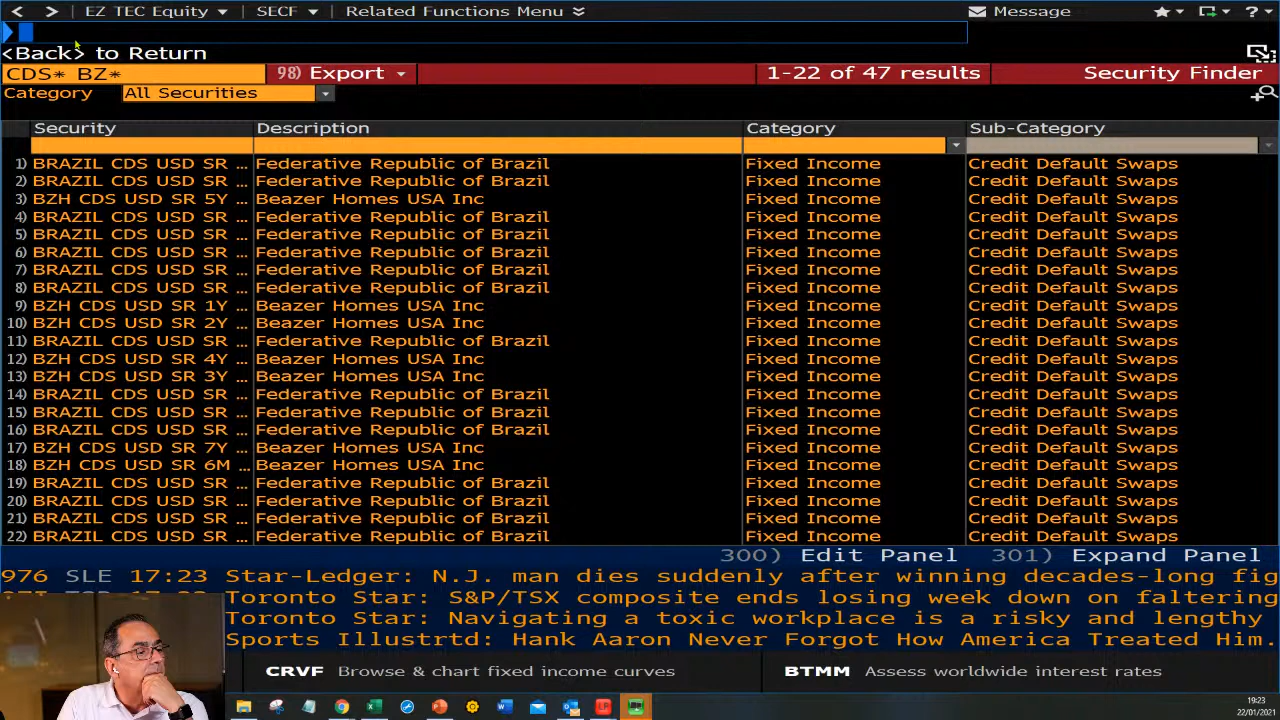 EZ TEC Equity SECF Related Functions Menu Message ?
<Back> to Return
CDS* BZ* 98) Export 1-22 of 47 results Security Finder
Category All Securities
Security Description Category Sub-Category
1) BRAZIL CDS USD SR ... Federative Republic of Brazil Fixed Income Credit Default Swaps
2) BRAZIL CDS USD SR ... Federative Republic of Brazil Fixed Income Credit Default Swaps
3) BZH CDS USD SR 5Y ... Beazer Homes USA Inc Fixed Income Credit Default Swaps
4) BRAZIL CDS USD SR ... Federative Republic of Brazil Fixed Income Credit Default Swaps
5) BRAZIL CDS USD SR ... Federative Republic of Brazil Fixed Income Credit Default Swaps
6) BRAZIL CDS USD SR ... Federative Republic of Brazil Fixed Income Credit Default Swaps
7) BRAZIL CDS USD SR ... Federative Republic of Brazil Fixed Income Credit Default Swaps
8) BRAZIL CDS USD SR ... Federative Republic of Brazil Fixed Income Credit Default Swaps
9) BZH CDS USD SR 1Y ... Beazer Homes USA Inc Fixed Income Credit Default Swaps
10) BZH CDS USD SR 2Y ... Beazer Homes USA Inc Fixed Income Credit Default Swaps
11) BRAZIL CDS USD SR ... Federative Republic of Brazil Fixed Income Credit Default Swaps
12) BZH CDS USD SR 4Y ... Beazer Homes USA Inc Fixed Income Credit Default Swaps
13) BZH CDS USD SR 3Y ... Beazer Homes USA Inc Fixed Income Credit Default Swaps
14) BRAZIL CDS USD SR ... Federative Republic of Brazil Fixed Income Credit Default Swaps
15) BRAZIL CDS USD SR ... Federative Republic of Brazil Fixed Income Credit Default Swaps
16) BRAZIL CDS USD SR ... Federative Republic of Brazil Fixed Income Credit Default Swaps
17) BZH CDS USD SR 7Y ... Beazer Homes USA Inc Fixed Income Credit Default Swaps
18) BZH CDS USD SR 6M ... Beazer Homes USA Inc Fixed Income Credit Default Swaps
19) BRAZIL CDS USD SR ... Federative Republic of Brazil Fixed Income Credit Default Swaps
20) BRAZIL CDS USD SR ... Federative Republic of Brazil Fixed Income Credit Default Swaps
21) BRAZIL CDS USD SR ... Federative Republic of Brazil Fixed Income Credit Default Swaps
22) BRAZIL CDS USD SR ... Federative Republic of Brazil Fixed Income Credit Default Swaps
300) Edit Panel 301) Expand Panel
976 SLE 17:23 Star-Ledger: N.J. man dies suddenly after winning decades-long fig
Toronto Star: S&P/TSX composite ends losing week down on faltering
Toronto Star: Navigating a toxic workplace is a risky and lengthy
Sports Illustrtd: Hank Aaron Never Forgot How America Treated Him.
CRVF Browse & chart fixed income curves BTMM Assess worldwide interest rates
19:23
22/01/2021